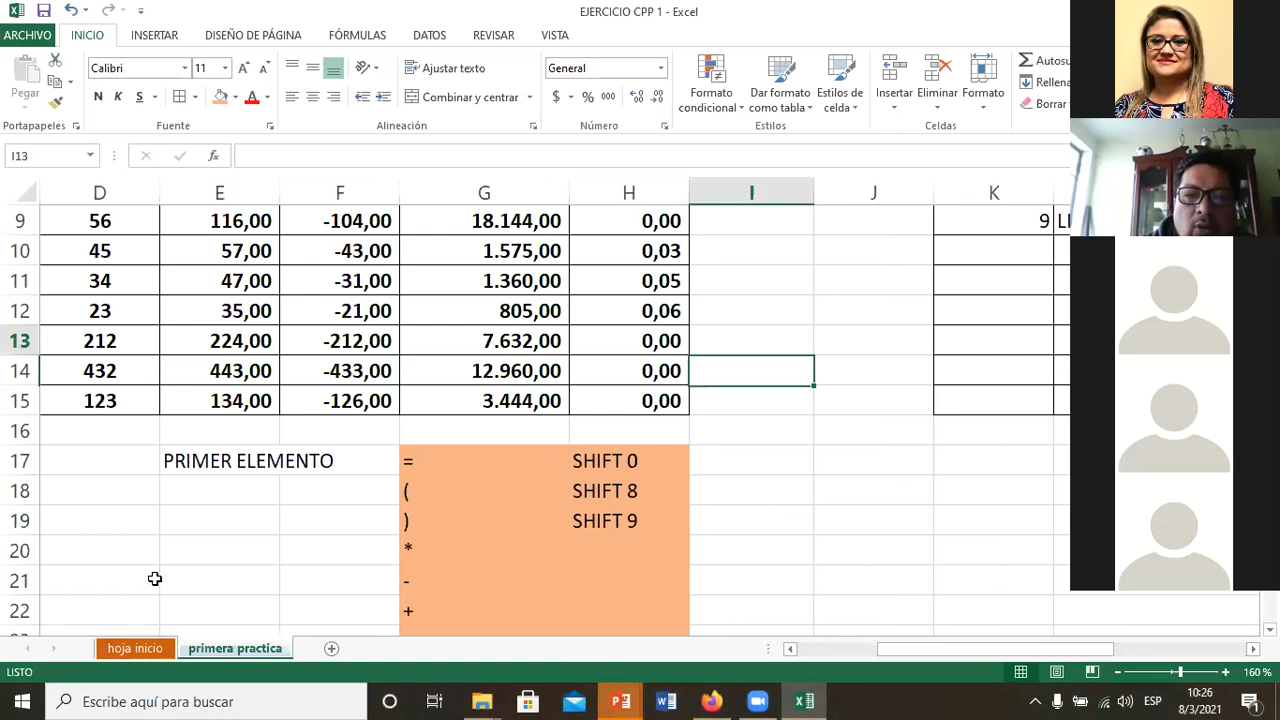 EJERCICIO CPP 1 - Excel
ARCHIVO INICIO INSERTAR DISEÑO DE PÁGINA FÓRMULAS DATOS REVISAR VISTA
Pegar Calibri 11 Ajustar texto General Formato condicional Dar formato como tabla Estilos de celda Insertar Eliminar Formato
N K S Combinar y centrar $ % 000
Portapapeles Fuente Alineación Número Estilos Celdas
I13 fx
D E F G H I J K
9 56 116,00 -104,00 18.144,00 0,00 9
10 45 57,00 -43,00 1.575,00 0,03
11 34 47,00 -31,00 1.360,00 0,05
12 23 35,00 -21,00 805,00 0,06
13 212 224,00 -212,00 7.632,00 0,00
14 432 443,00 -433,00 12.960,00 0,00
15 123 134,00 -126,00 3.444,00 0,00
16
17 PRIMER ELEMENTO = SHIFT 0
18 ( SHIFT 8
19 ) SHIFT 9
20 *
21 -
22 +
hoja inicio primera practica
LISTO 160 %
Escribe aquí para buscar ESP 10:26
8/3/2021